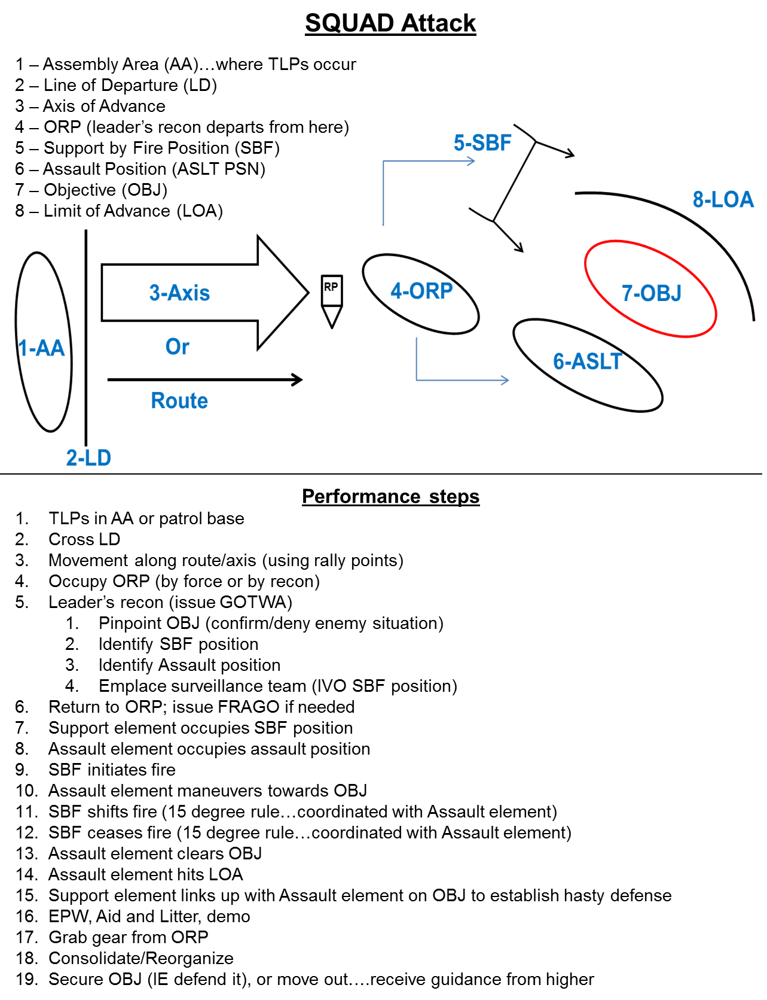 SQUAD Attack
1 – Assembly Area (AA)…where TLPs occur
2 – Line of Departure (LD)
3 – Axis of Advance
4 – ORP (leader’s recon departs from here)
5 – Support by Fire Position (SBF)
6 – Assault Position (ASLT PSN)
7 – Objective (OBJ)
8 – Limit of Advance (LOA)
5-SBF
8-LOA
3-Axis
RP
4-ORP
7-OBJ
1-AA
Or
6-ASLT
Route
2-LD
Performance steps
1. TLPs in AA or patrol base
2. Cross LD
3. Movement along route/axis (using rally points)
4. Occupy ORP (by force or by recon)
5. Leader’s recon (issue GOTWA)
1. Pinpoint OBJ (confirm/deny enemy situation)
2. Identify SBF position
3. Identify Assault position
4. Emplace surveillance team (IVO SBF position)
6. Return to ORP; issue FRAGO if needed
7. Support element occupies SBF position
8. Assault element occupies assault position
9. SBF initiates fire
10. Assault element maneuvers towards OBJ
11. SBF shifts fire (15 degree rule…coordinated with Assault element)
12. SBF ceases fire (15 degree rule…coordinated with Assault element)
13. Assault element clears OBJ
14. Assault element hits LOA
15. Support element links up with Assault element on OBJ to establish hasty defense
16. EPW, Aid and Litter, demo
17. Grab gear from ORP
18. Consolidate/Reorganize
19. Secure OBJ (IE defend it), or move out….receive guidance from higher